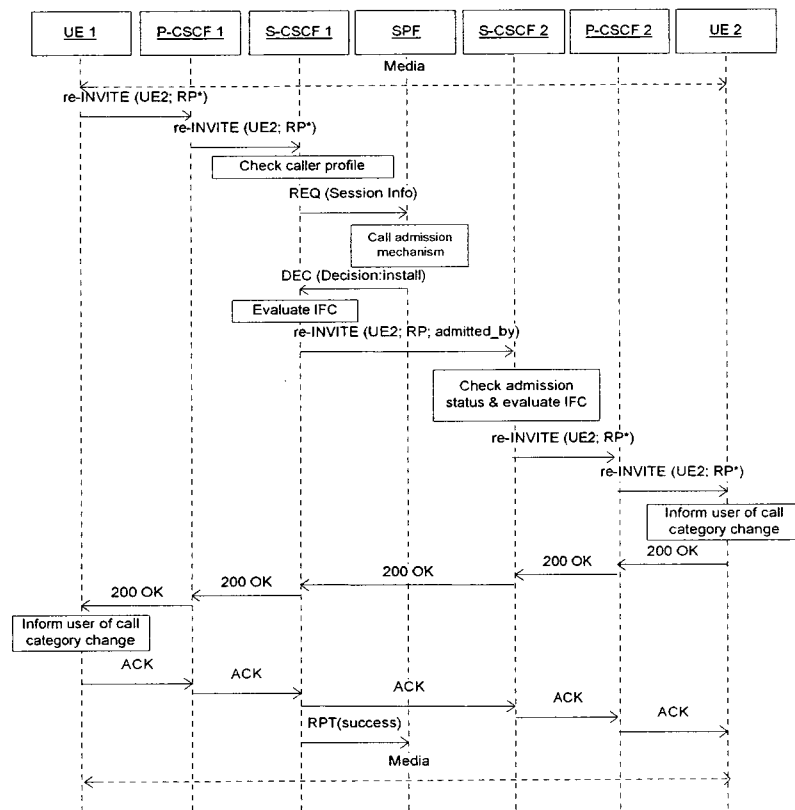 UE 1
P-CSCF 1
S-CSCF 1
SPF
S-CSCF 2
P-CSCF 2
UE 2
Media
re-INVITE (UE2; RP*)
re-INVITE (UE2; RP*)
Check caller profile
REQ (Session Info)
Call admission
mechanism
DEC (Decision:install)
Evaluate IFC
re-INVITE (UE2; RP; admitted_by)
Check admission
status & evaluate IFC
re-INVITE (UE2; RP*)
re-INVITE (UE2; RP*)
Inform user of call
category change
200 OK
200 OK
200 OK
200 OK
200 OK
Inform user of call
category change
ACK
ACK
ACK
ACK
ACK
RPT(success)
Media